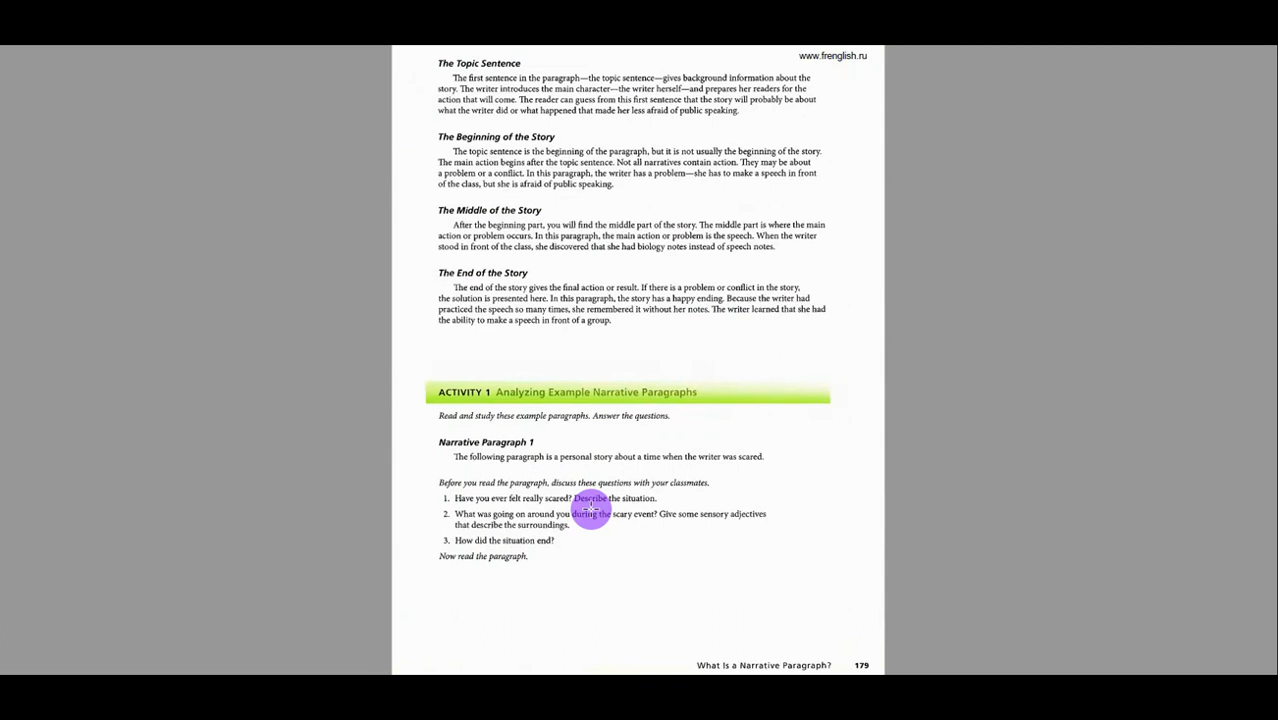 www.frenglish.ru
The Topic Sentence
The first sentence in the paragraph—the topic sentence—gives background information about the
story. The writer introduces the main character—the writer herself—and prepares her readers for the
action that will come. The reader can guess from this first sentence that the story will probably be about
what the writer did or what happened that made her less afraid of public speaking.
The Beginning of the Story
The topic sentence is the beginning of the paragraph, but it is not usually the beginning of the story.
The main action begins after the topic sentence. Not all narratives contain action. They may be about
a problem or a conflict. In this paragraph, the writer has a problem—she has to make a speech in front
of the class, but she is afraid of public speaking.
The Middle of the Story
After the beginning part, you will find the middle part of the story. The middle part is where the main
action or problem occurs. In this paragraph, the main action or problem is the speech. When the writer
stood in front of the class, she discovered that she had biology notes instead of speech notes.
The End of the Story
The end of the story gives the final action or result. If there is a problem or conflict in the story,
the solution is presented here. In this paragraph, the story has a happy ending. Because the writer had
practiced the speech so many times, she remembered it without her notes. The writer learned that she had
the ability to make a speech in front of a group.
ACTIVITY 1 Analyzing Example Narrative Paragraphs
Read and study these example paragraphs. Answer the questions.
Narrative Paragraph 1
The following paragraph is a personal story about a time when the writer was scared.
Before you read the paragraph, discuss these questions with your classmates.
1. Have you ever felt really scared? Describe the situation.
2. What was going on around you during the scary event? Give some sensory adjectives
that describe the surroundings.
3. How did the situation end?
Now read the paragraph.
What Is a Narrative Paragraph? 179